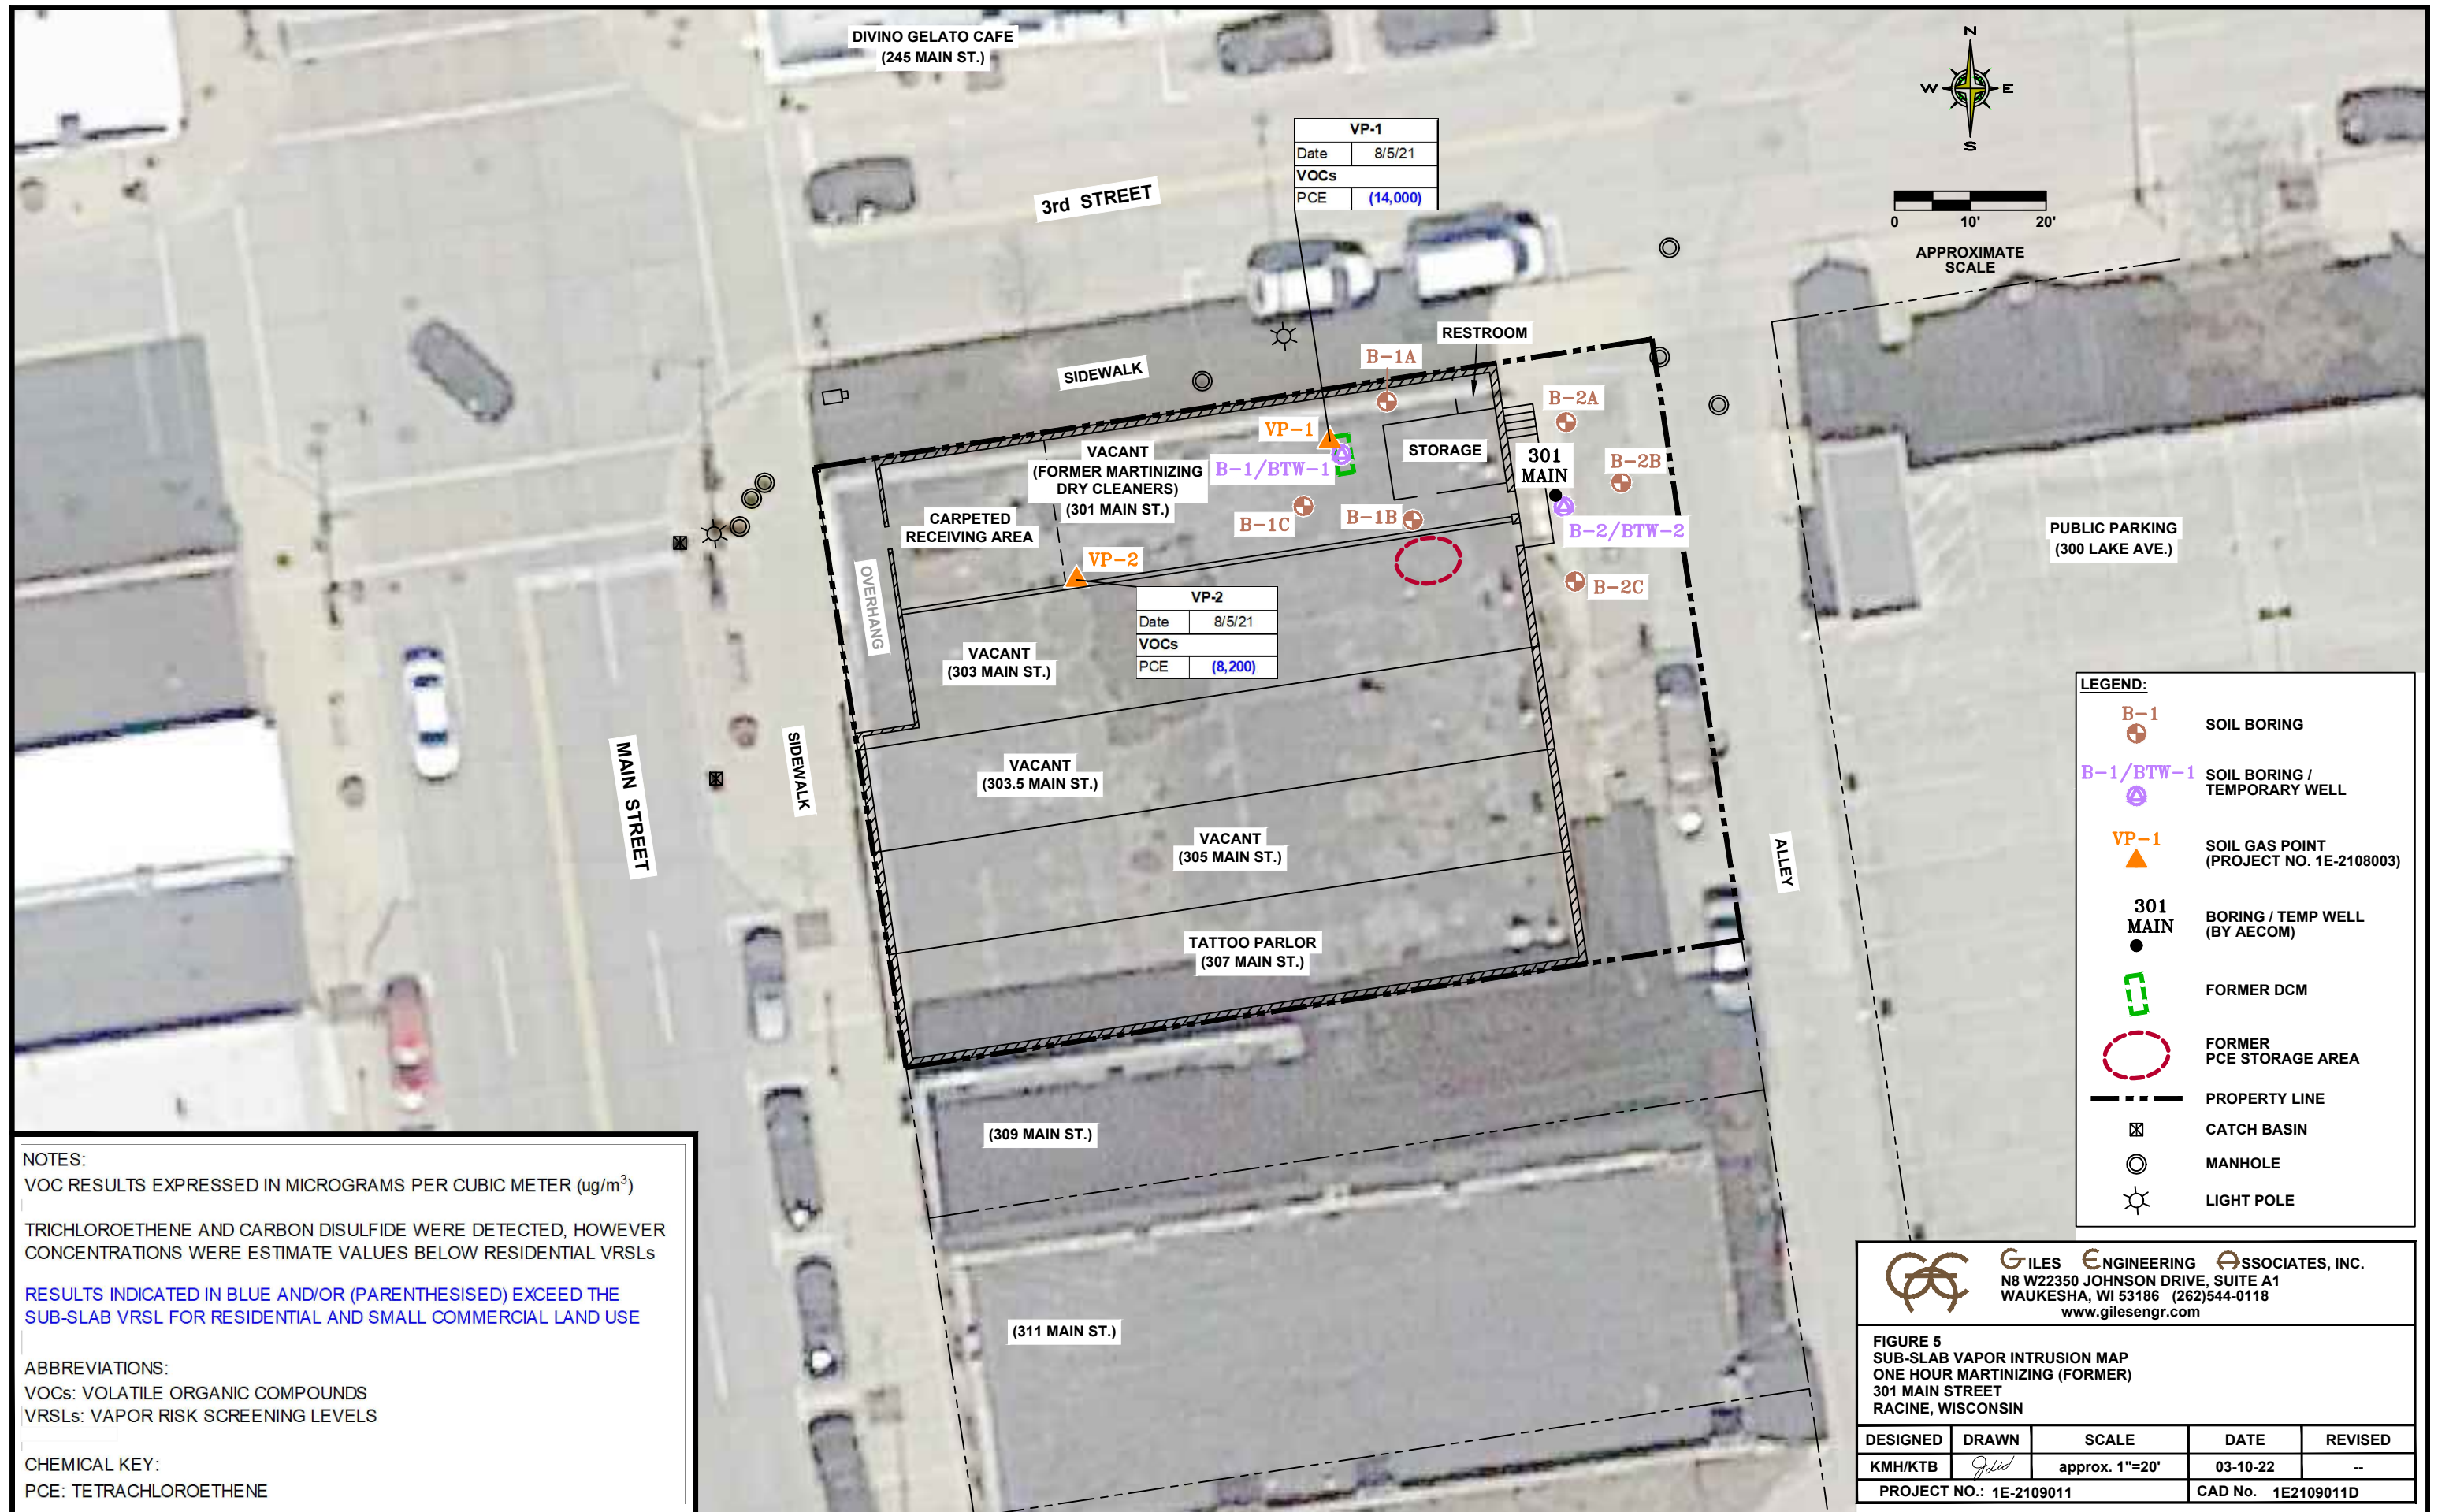 DIVINO GELATO CAFE
(245 MAIN ST.)
N
W E
S
0 10' 20'
APPROXIMATE
SCALE
3rd STREET
VP-1
Date 8/5/21
VOCs
PCE (14,000)
RESTROOM
SIDEWALK
B-1A
B-2A
VP-1
VACANT
(FORMER MARTINIZING
DRY CLEANERS)
(301 MAIN ST.)
B-1/BTW-1
STORAGE
301
MAIN
B-2B
B-1C
B-1B
B-2/BTW-2
CARPETED
RECEIVING AREA
VP-2
B-2C
PUBLIC PARKING
(300 LAKE AVE.)
OVERHANG
VP-2
Date 8/5/21
VOCs
PCE (8,200)
VACANT
(303 MAIN ST.)
MAIN STREET
SIDEWALK
VACANT
(303.5 MAIN ST.)
VACANT
(305 MAIN ST.)
ALLEY
TATTOO PARLOR
(307 MAIN ST.)
(309 MAIN ST.)
(311 MAIN ST.)
LEGEND:
B-1
SOIL BORING
B-1/BTW-1
SOIL BORING /
TEMPORARY WELL
VP-1
SOIL GAS POINT
(PROJECT NO. 1E-2108003)
301
MAIN
BORING / TEMP WELL
(BY AECOM)
FORMER DCM
FORMER
PCE STORAGE AREA
PROPERTY LINE
CATCH BASIN
MANHOLE
LIGHT POLE
NOTES:
VOC RESULTS EXPRESSED IN MICROGRAMS PER CUBIC METER (ug/m³)
TRICHLOROETHENE AND CARBON DISULFIDE WERE DETECTED, HOWEVER
CONCENTRATIONS WERE ESTIMATE VALUES BELOW RESIDENTIAL VRSLs
RESULTS INDICATED IN BLUE AND/OR (PARENTHESISED) EXCEED THE
SUB-SLAB VRSL FOR RESIDENTIAL AND SMALL COMMERCIAL LAND USE
ABBREVIATIONS:
VOCs: VOLATILE ORGANIC COMPOUNDS
VRSLs: VAPOR RISK SCREENING LEVELS
CHEMICAL KEY:
PCE: TETRACHLOROETHENE
GILES ENGINEERING ASSOCIATES, INC.
N8 W22350 JOHNSON DRIVE, SUITE A1
WAUKESHA, WI 53186 (262)544-0118
www.gilesengr.com
FIGURE 5
SUB-SLAB VAPOR INTRUSION MAP
ONE HOUR MARTINIZING (FORMER)
301 MAIN STREET
RACINE, WISCONSIN
DESIGNED DRAWN SCALE DATE REVISED
KMH/KTB approx. 1"=20' 03-10-22 --
PROJECT NO.: 1E-2109011 CAD No. 1E2109011D